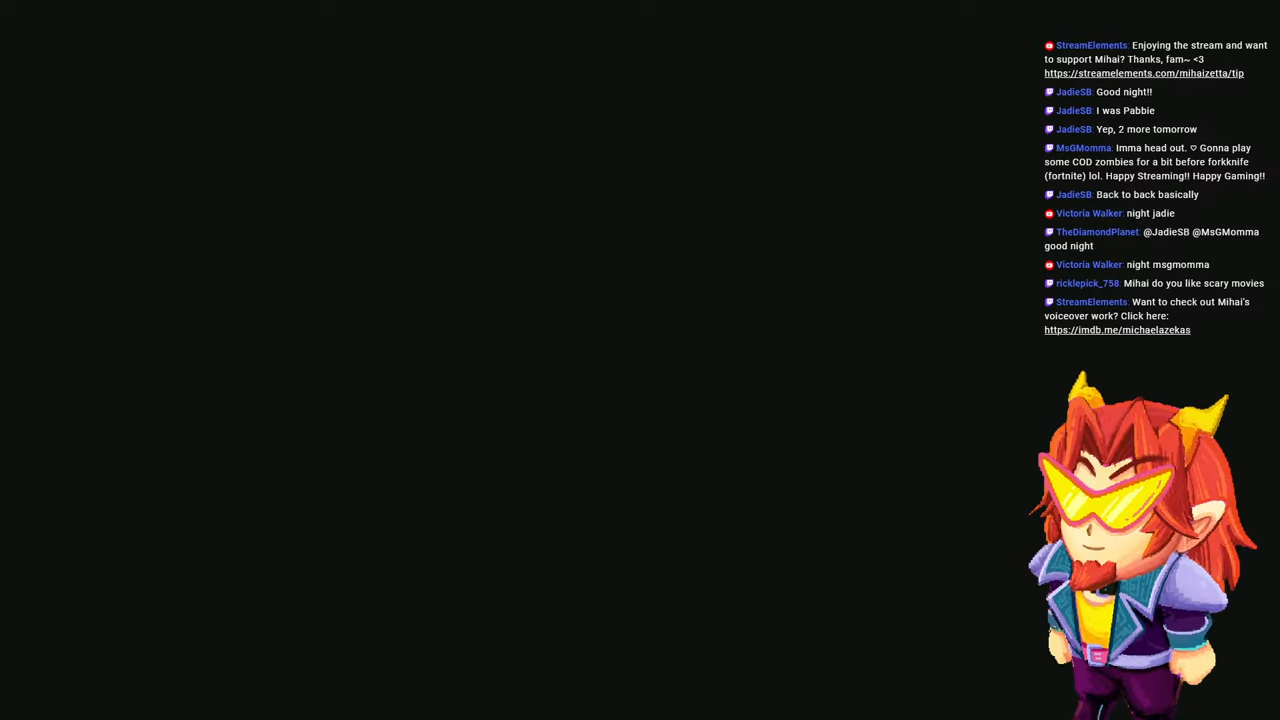 StreamElements: Enjoying the stream and want
to support Mihai? Thanks, fam~ <3
https://streamelements.com/mihaizetta/tip
JadieSB: Good night!!
JadieSB: I was Pabbie
JadieSB: Yep, 2 more tomorrow
MsGMomma: Imma head out. ♡ Gonna play
some COD zombies for a bit before forkknife
(fortnite) lol. Happy Streaming!! Happy Gaming!!
JadieSB: Back to back basically
Victoria Walker: night jadie
TheDiamondPlanet: @JadieSB @MsGMomma
good night
Victoria Walker: night msgmomma
ricklepick_758: Mihai do you like scary movies
StreamElements: Want to check out Mihai's
voiceover work? Click here:
https://imdb.me/michaelazekas